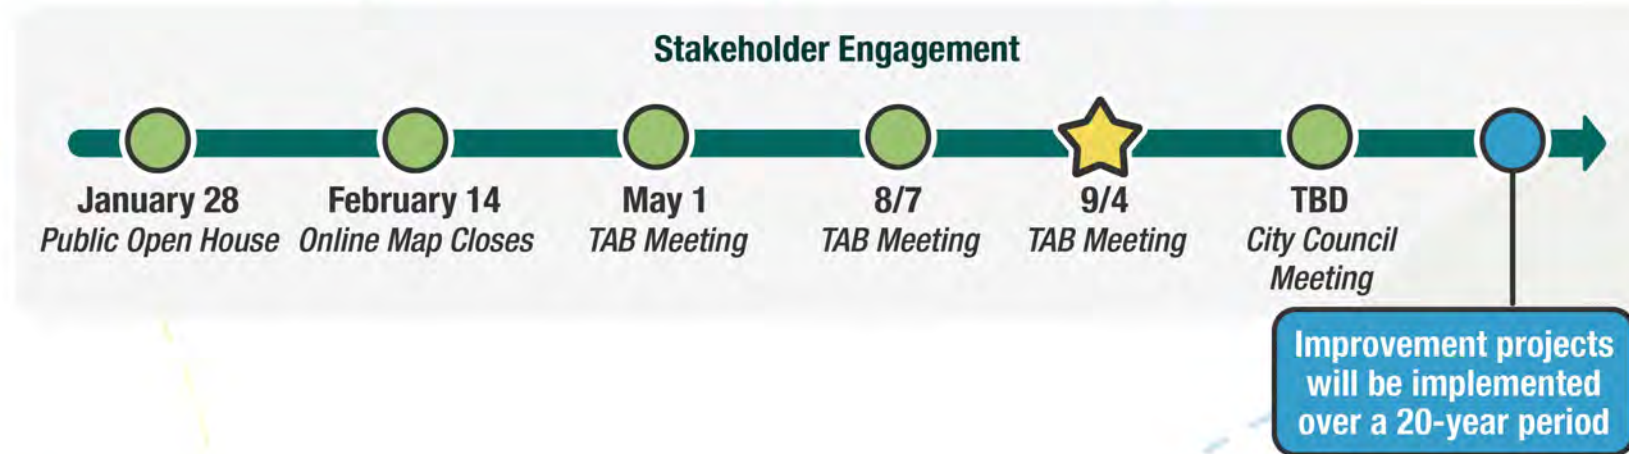 Stakeholder Engagement
January 28
Public Open House
February 14
Online Map Closes
May 1
TAB Meeting
8/7
TAB Meeting
9/4
TAB Meeting
TBD
City Council
Meeting
Improvement projects
will be implemented
over a 20-year period